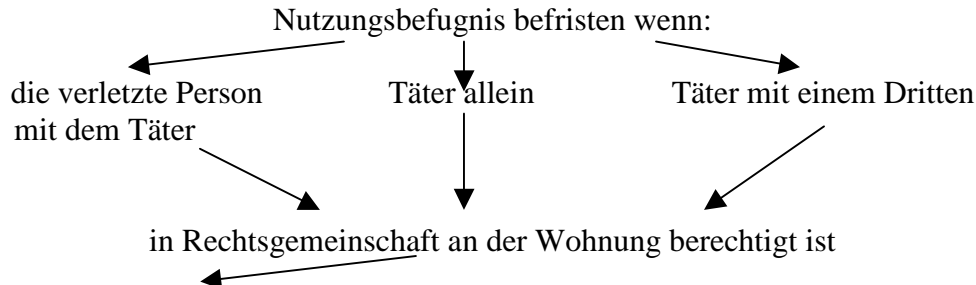 Nutzungsbefugnis befristen wenn:
die verletzte Person
mit dem Täter
Täter allein
Täter mit einem Dritten
in Rechtsgemeinschaft an der Wohnung berechtigt ist